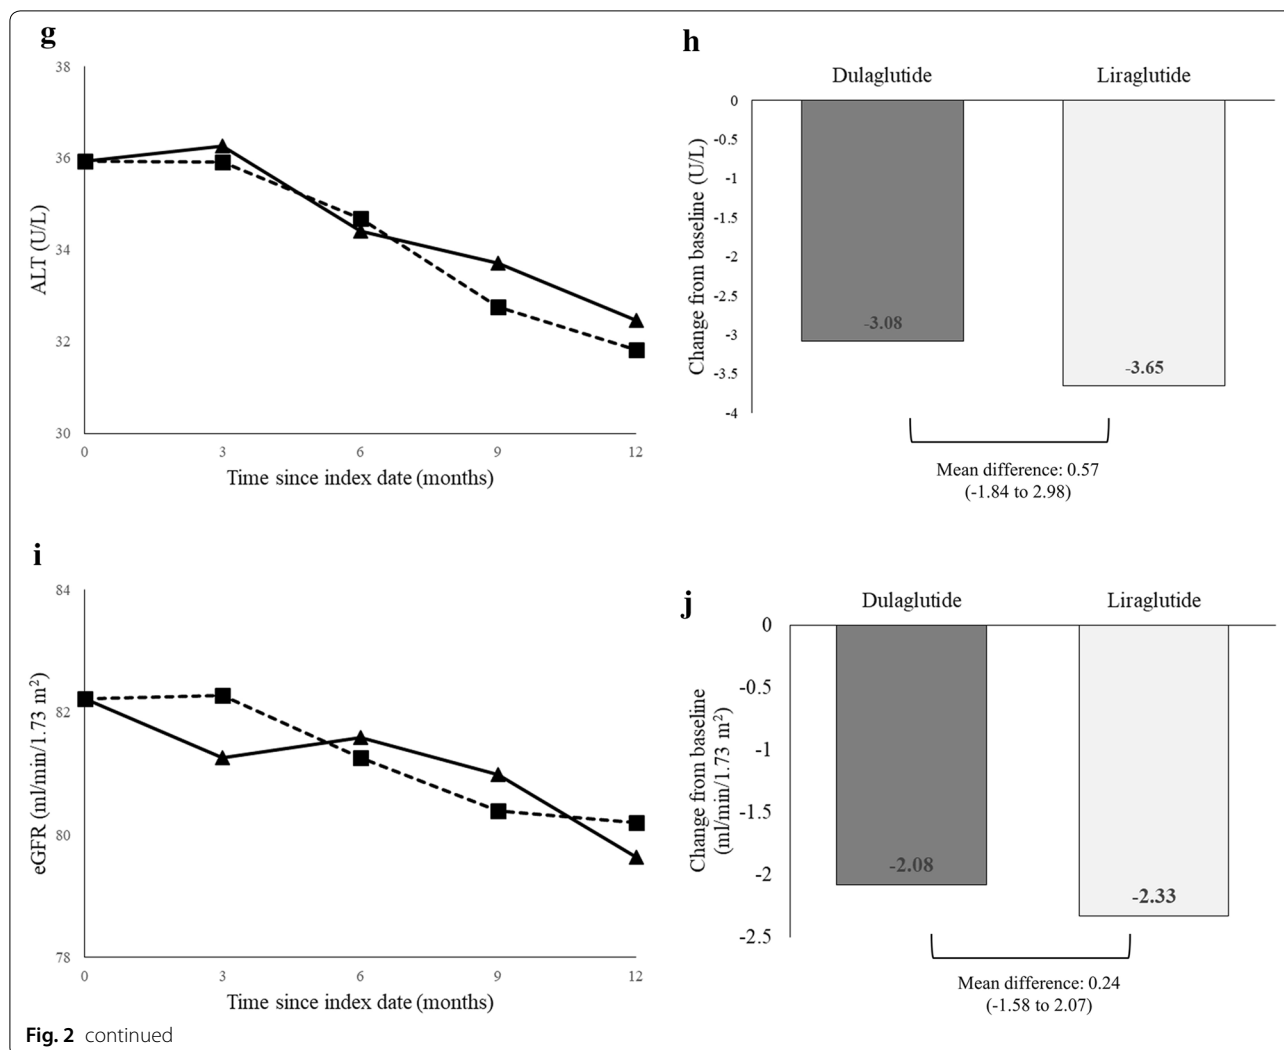 g
38
36
34
32
30
ALT (U/L)
0 3 6 9 12
Time since index date (months)
h
Dulaglutide Liraglutide
0
-0.5
-1
-1.5
-2
-2.5
-3
-3.5
-4
Change from baseline (U/L)
-3.08
-3.65
Mean difference: 0.57
(-1.84 to 2.98)
i
84
82
80
78
eGFR (ml/min/1.73 m²)
0 3 6 9 12
Time since index date (months)
j
Dulaglutide Liraglutide
0
-0.5
-1
-1.5
-2
-2.5
Change from baseline
(ml/min/1.73 m²)
-2.08
-2.33
Mean difference: 0.24
(-1.58 to 2.07)
Fig. 2 continued